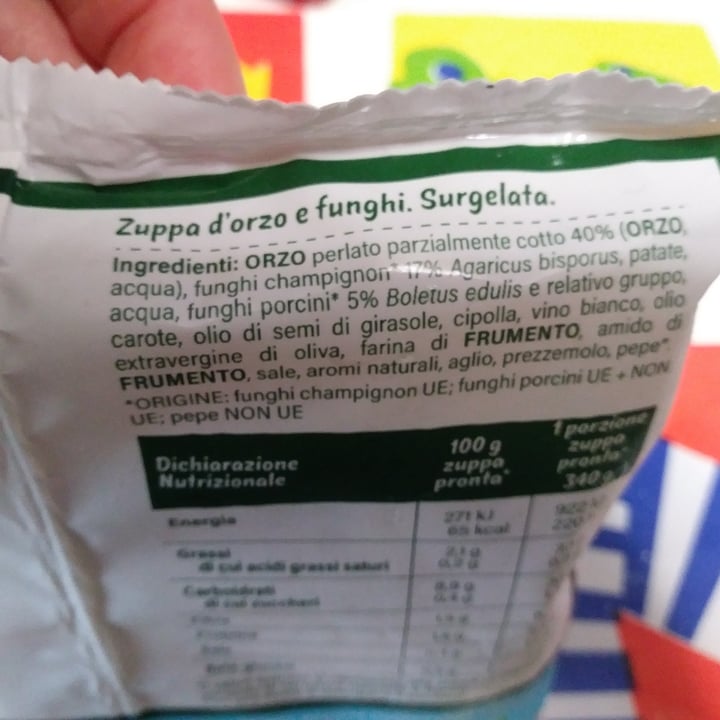 Zuppa d'orzo e funghi. Surgelata.
Ingredienti: ORZO perlato parzialmente cotto 40% (ORZO,
acqua), funghi champignon* 17% Agaricus bisporus, patate,
acqua, funghi porcini* 5% Boletus edulis e relativo gruppo,
carote, olio di semi di girasole, cipolla, vino bianco, olio
extravergine di oliva, farina di FRUMENTO, amido di
FRUMENTO, sale, aromi naturali, aglio, prezzemolo, pepe*.
*ORIGINE: funghi champignon UE; funghi porcini UE + NON
UE; pepe NON UE
Dichiarazione Nutrizionale
100 g zuppa pronta*
1 porzione zuppa pronta* 340 g
Energia 271 kJ
65 kcal
Grassi 2,1 g
di cui acidi grassi saturi
Carboidrati
di cui zuccheri